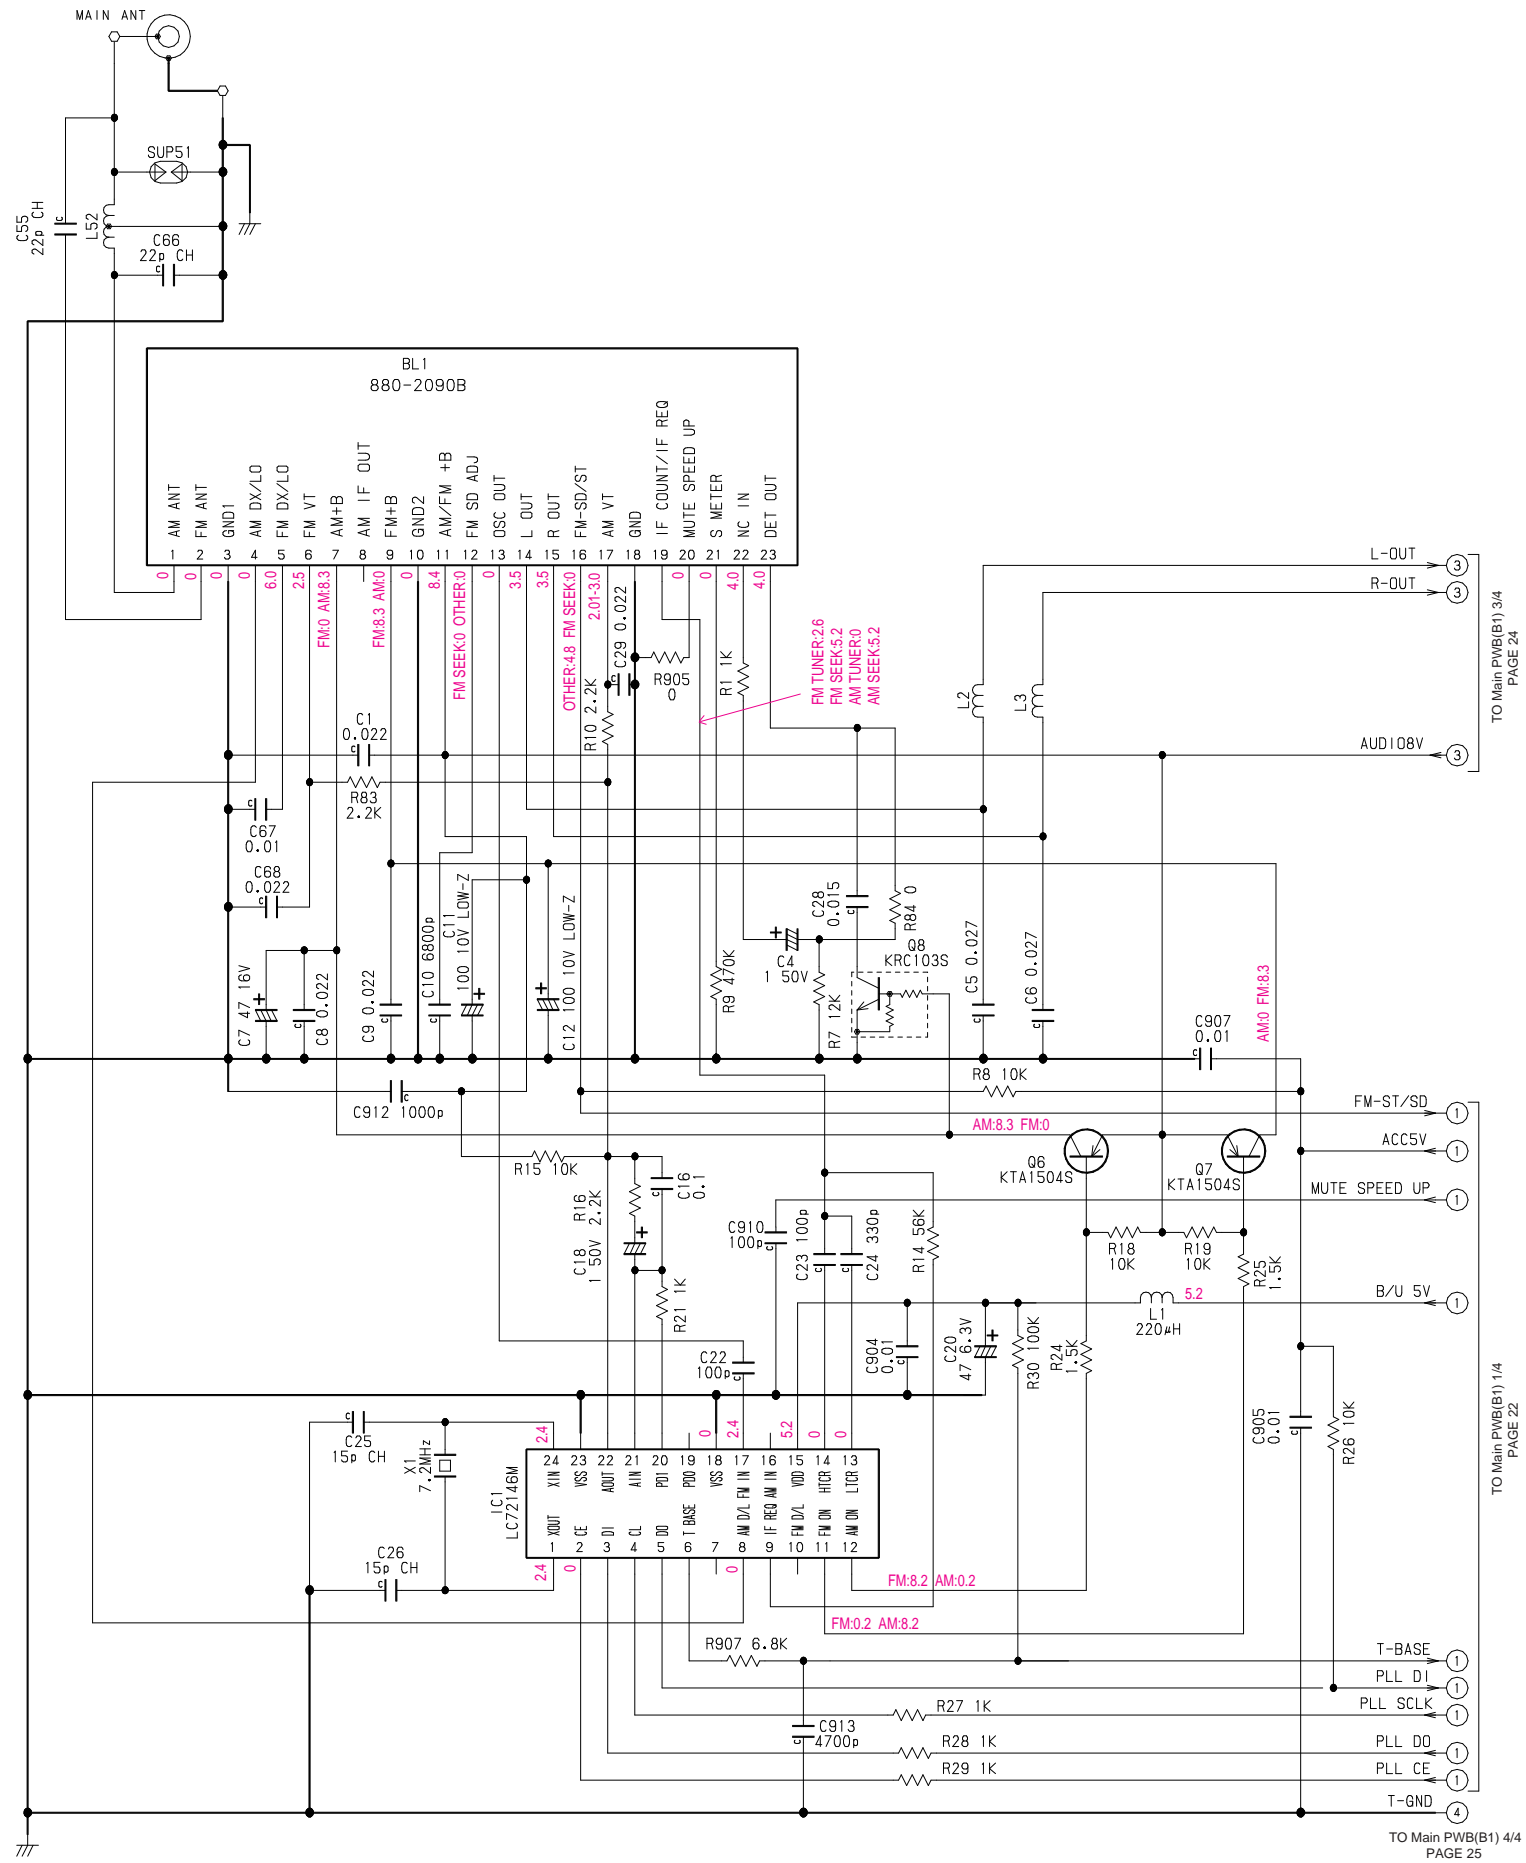 MAIN ANT
SUP51
C55
22p CH
L52
C66
22p CH
BL1
880-2090B
AM ANT
FM ANT
GND1
AM DX/LO
FM DX/LO
FM VT
AM+B
AM IF OUT
FM+B
GND2
AM/FM +B
FM SD ADJ
OSC OUT
L OUT
R OUT
FM-SD/ST
AM VT
GND
IF COUNT/IF REQ
MUTE SPEED UP
S METER
NC IN
DET OUT
1 2 3 4 5 6 7 8 9 10 11 12 13 14 15 16 17 18 19 20 21 22 23
0
0
0
0
6.0
2.5
FM:0 AM:8.3
FM:8.3 AM:0
0
8.4
FM SEEK:0 OTHER:0
0
3.5
3.5
OTHER:4.8 FM SEEK:0
2.01-3.0
0
0
4.0
4.0
L-OUT 3
R-OUT 3
TO Main PWB(B1) 3/4
PAGE 24
AUDIO8V 3
C29 0.022
R905
0
R1 1K
FM TUNER:2.6
FM SEEK:5.2
AM TUNER:0
AM SEEK:5.2
L2
L3
R10 2.2K
C1
0.022
R83
2.2K
C67
0.01
C68
0.022
C7 47 16V
C8 0.022
C9 0.022
C10 6800p
C11
100 10V LOW-Z
C12 100 10V LOW-Z
R9 470K
C4
1 50V
R7 12K
C28
0.015
R84 0
Q8
KRC103S
C5 0.027
C6 0.027
AM:0 FM:8.3
C907
0.01
C912 1000p
R8 10K
FM-ST/SD 1
AM:8.3 FM:0
ACC5V 1
R15 10K
Q6
KTA1504S
Q7
KTA1504S
MUTE SPEED UP 1
R16
2.2K
C16
0.1
C18
1 50V
R21 1K
C910
100p
C23 100p
C24 330p
R14 56K
R18
10K
R19
10K
R25
1.5K
B/U 5V 1
5.2
L1
220μH
C22
100p
C904
0.01
C20
47 6.3V
R30 100K
R24
1.5K
TO Main PWB(B1) 1/4
PAGE 22
C905
0.01
R26 10K
C25
15p CH
X1
7.2MHz
C26
15p CH
IC1
LC72146M
2.4
0
2.4
5.2
0
0
24 23 22 21 20 19 18 17 16 15 14 13
XIN
VSS
AOUT
AIN
PDI
PDO
VSS
FM IN
AM IN
VDD
HTCR
LTCR
XOUT
CE
DI
CL
DO
T BASE
AM D/L
IF REQ
FM D/L
FM ON
AM ON
1 2 3 4 5 6 7 8 9 10 11 12
2.4
0
0
FM:8.2 AM:0.2
FM:0.2 AM:8.2
R907 6.8K
T-BASE 1
PLL DI 1
R27 1K
PLL SCLK 1
C913
4700p
R28 1K
PLL DO 1
R29 1K
PLL CE 1
T-GND 4
TO Main PWB(B1) 4/4
PAGE 25